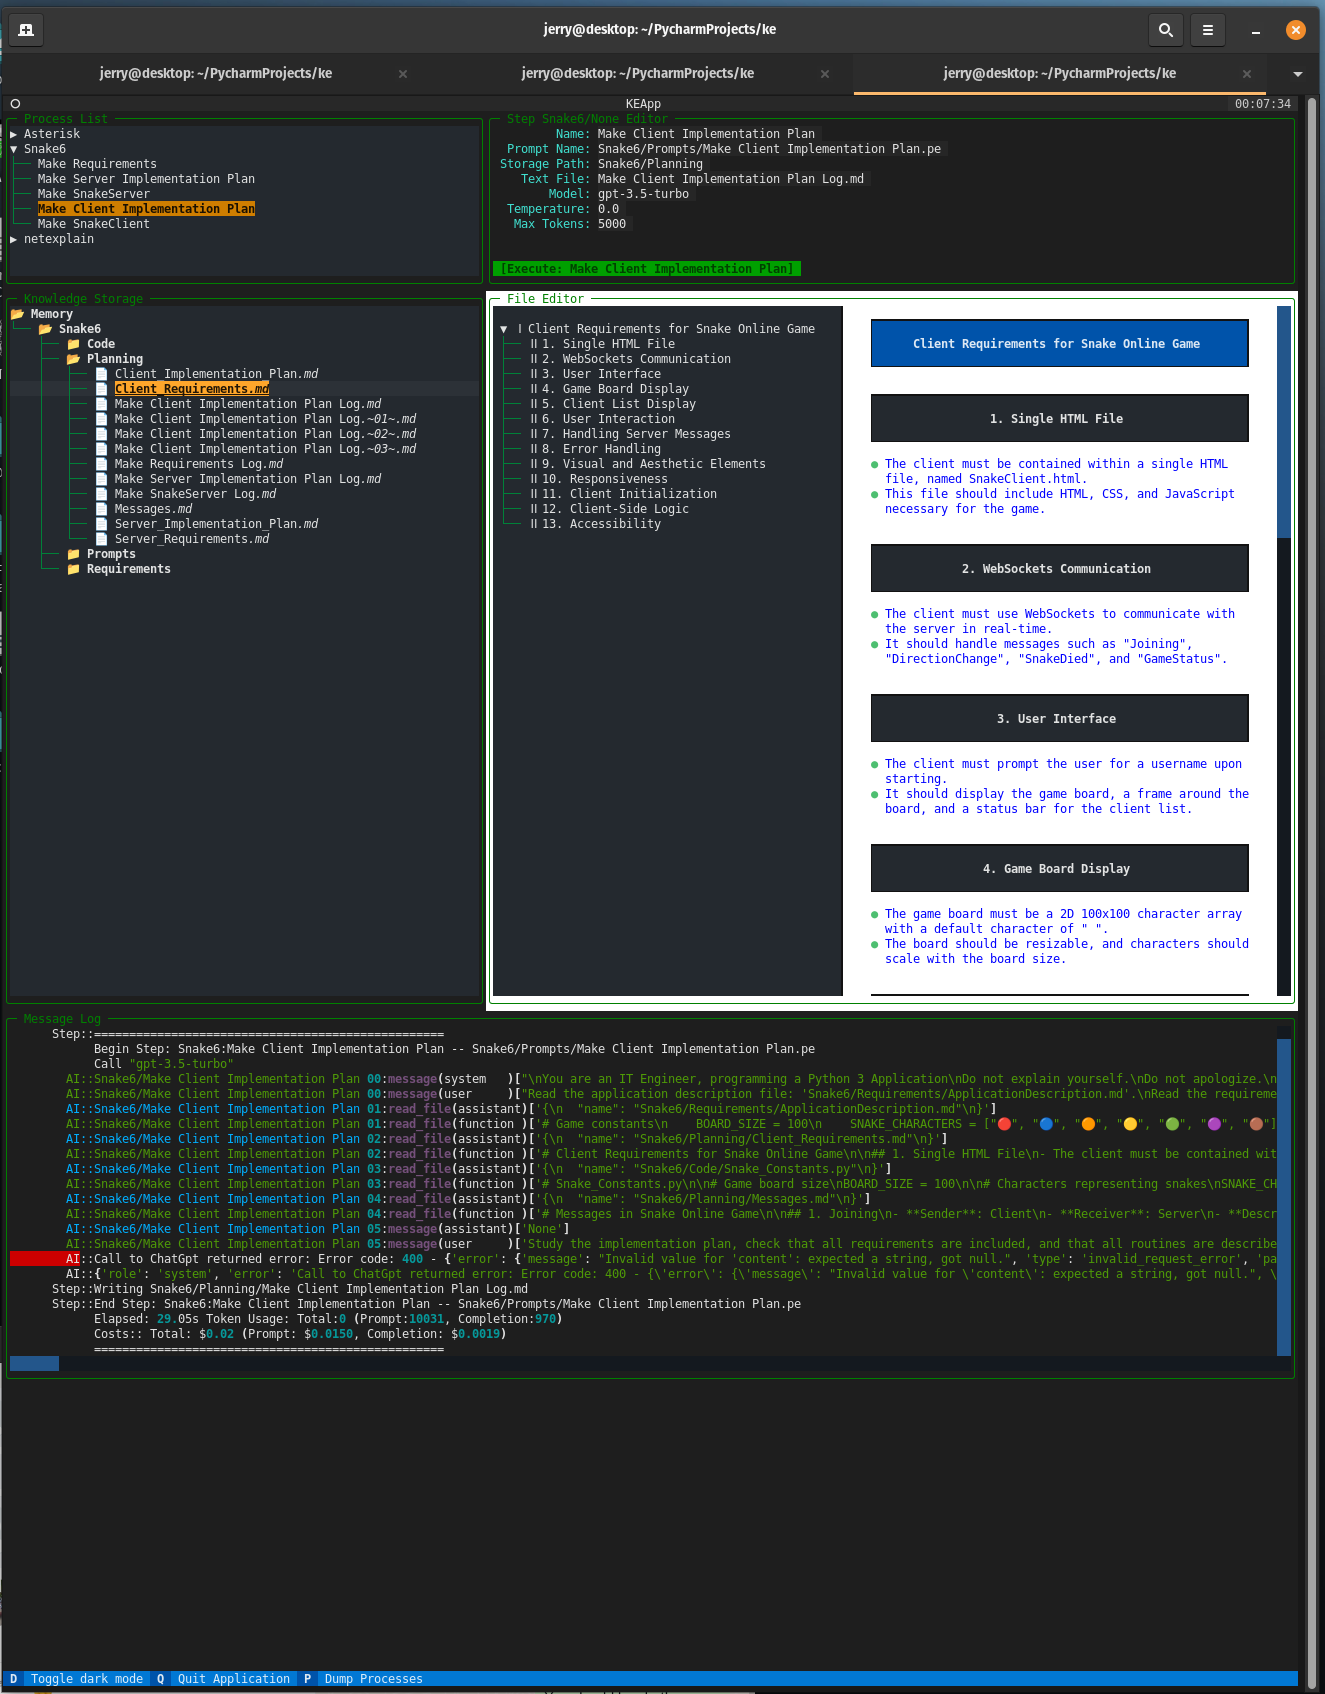 jerry@desktop: ~/PycharmProjects/ke
jerry@desktop: ~/PycharmProjects/ke × jerry@desktop: ~/PycharmProjects/ke × jerry@desktop: ~/PycharmProjects/ke ×
KEApp 00:07:34
Process List
▶ Asterisk
▼ Snake6
Make Requirements
Make Server Implementation Plan
Make SnakeServer
Make Client Implementation Plan
Make SnakeClient
▶ netexplain
Step Snake6/None Editor
Name: Make Client Implementation Plan
Prompt Name: Snake6/Prompts/Make Client Implementation Plan.pe
Storage Path: Snake6/Planning
Text File: Make Client Implementation Plan Log.md
Model: gpt-3.5-turbo
Temperature: 0.0
Max Tokens: 5000
[Execute: Make Client Implementation Plan]
Knowledge Storage
Memory
Snake6
Code
Planning
Client_Implementation_Plan.md
Client_Requirements.md
Make Client Implementation Plan Log.md
Make Client Implementation Plan Log.~01~.md
Make Client Implementation Plan Log.~02~.md
Make Client Implementation Plan Log.~03~.md
Make Requirements Log.md
Make Server Implementation Plan Log.md
Make SnakeServer Log.md
Messages.md
Server_Implementation_Plan.md
Server_Requirements.md
Prompts
Requirements
File Editor
▼ Ⅰ Client Requirements for Snake Online Game
Ⅱ 1. Single HTML File
Ⅱ 2. WebSockets Communication
Ⅱ 3. User Interface
Ⅱ 4. Game Board Display
Ⅱ 5. Client List Display
Ⅱ 6. User Interaction
Ⅱ 7. Handling Server Messages
Ⅱ 8. Error Handling
Ⅱ 9. Visual and Aesthetic Elements
Ⅱ 10. Responsiveness
Ⅱ 11. Client Initialization
Ⅱ 12. Client-Side Logic
Ⅱ 13. Accessibility
Client Requirements for Snake Online Game
1. Single HTML File
● The client must be contained within a single HTML
file, named SnakeClient.html.
● This file should include HTML, CSS, and JavaScript
necessary for the game.
2. WebSockets Communication
● The client must use WebSockets to communicate with
the server in real-time.
● It should handle messages such as "Joining",
"DirectionChange", "SnakeDied", and "GameStatus".
3. User Interface
● The client must prompt the user for a username upon
starting.
● It should display the game board, a frame around the
board, and a status bar for the client list.
4. Game Board Display
● The game board must be a 2D 100x100 character array
with a default character of " ".
● The board should be resizable, and characters should
scale with the board size.
Message Log
Step::==================================================
Begin Step: Snake6:Make Client Implementation Plan -- Snake6/Prompts/Make Client Implementation Plan.pe
Call "gpt-3.5-turbo"
AI::Snake6/Make Client Implementation Plan 00:message(system   )["\nYou are an IT Engineer, programming a Python 3 Application\nDo not explain yourself.\nDo not apologize.\n
AI::Snake6/Make Client Implementation Plan 00:message(user     )["Read the application description file: 'Snake6/Requirements/ApplicationDescription.md'.\nRead the requireme
AI::Snake6/Make Client Implementation Plan 01:read_file(assistant)['{\n  "name": "Snake6/Requirements/ApplicationDescription.md"\n}']
AI::Snake6/Make Client Implementation Plan 01:read_file(function )['# Game constants\n    BOARD_SIZE = 100\n    SNAKE_CHARACTERS = ["🔴", "🔵", "🟠", "🟡", "🟢", "🟣", "🟤"]
AI::Snake6/Make Client Implementation Plan 02:read_file(assistant)['{\n  "name": "Snake6/Planning/Client_Requirements.md"\n}']
AI::Snake6/Make Client Implementation Plan 02:read_file(function )['# Client Requirements for Snake Online Game\n\n## 1. Single HTML File\n- The client must be contained wit
AI::Snake6/Make Client Implementation Plan 03:read_file(assistant)['{\n  "name": "Snake6/Code/Snake_Constants.py"\n}']
AI::Snake6/Make Client Implementation Plan 03:read_file(function )['# Snake_Constants.py\n\n# Game board size\nBOARD_SIZE = 100\n\n# Characters representing snakes\nSNAKE_CH
AI::Snake6/Make Client Implementation Plan 04:read_file(assistant)['{\n  "name": "Snake6/Planning/Messages.md"\n}']
AI::Snake6/Make Client Implementation Plan 04:read_file(function )['# Messages in Snake Online Game\n\n## 1. Joining\n- **Sender**: Client\n- **Receiver**: Server\n- **Descr
AI::Snake6/Make Client Implementation Plan 05:message(assistant)['None']
AI::Snake6/Make Client Implementation Plan 05:message(user     )['Study the implementation plan, check that all requirements are included, and that all routines are describe
AI::Call to ChatGpt returned error: Error code: 400 - {'error': {'message': "Invalid value for 'content': expected a string, got null.", 'type': 'invalid_request_error', 'pa
AI::{'role': 'system', 'error': 'Call to ChatGpt returned error: Error code: 400 - {\'error\': {\'message\': "Invalid value for \'content\': expected a string, got null.", \
Step::Writing Snake6/Planning/Make Client Implementation Plan Log.md
Step::End Step: Snake6:Make Client Implementation Plan -- Snake6/Prompts/Make Client Implementation Plan.pe
Elapsed: 29.05s Token Usage: Total:0 (Prompt:10031, Completion:970)
Costs:: Total: $0.02 (Prompt: $0.0150, Completion: $0.0019)
==================================================
D Toggle dark mode Q Quit Application P Dump Processes